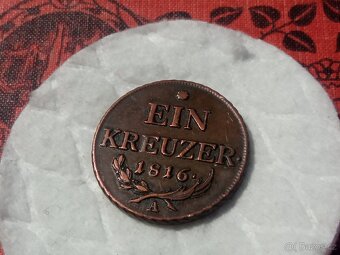 EIN
KREUZER
1816.
A